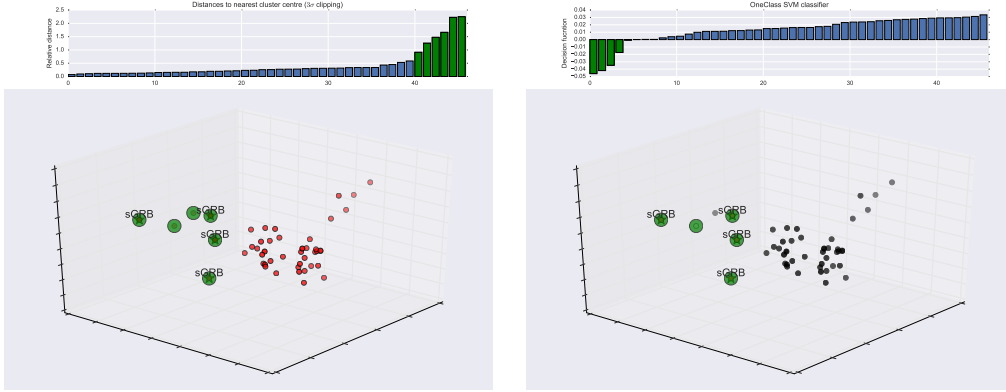 Distances to nearest cluster centre (3σ clipping)
Relative distance
2.5
2.0
1.5
1.0
0.5
0.0
0
10
20
30
40
sGRB
sGRB
sGRB
sGRB
OneClass SVM classifier
Decision fucntion
0.04
0.03
0.02
0.01
0.00
−0.01
−0.02
−0.03
−0.04
−0.05
0
10
20
30
40
sGRB
sGRB
sGRB
sGRB